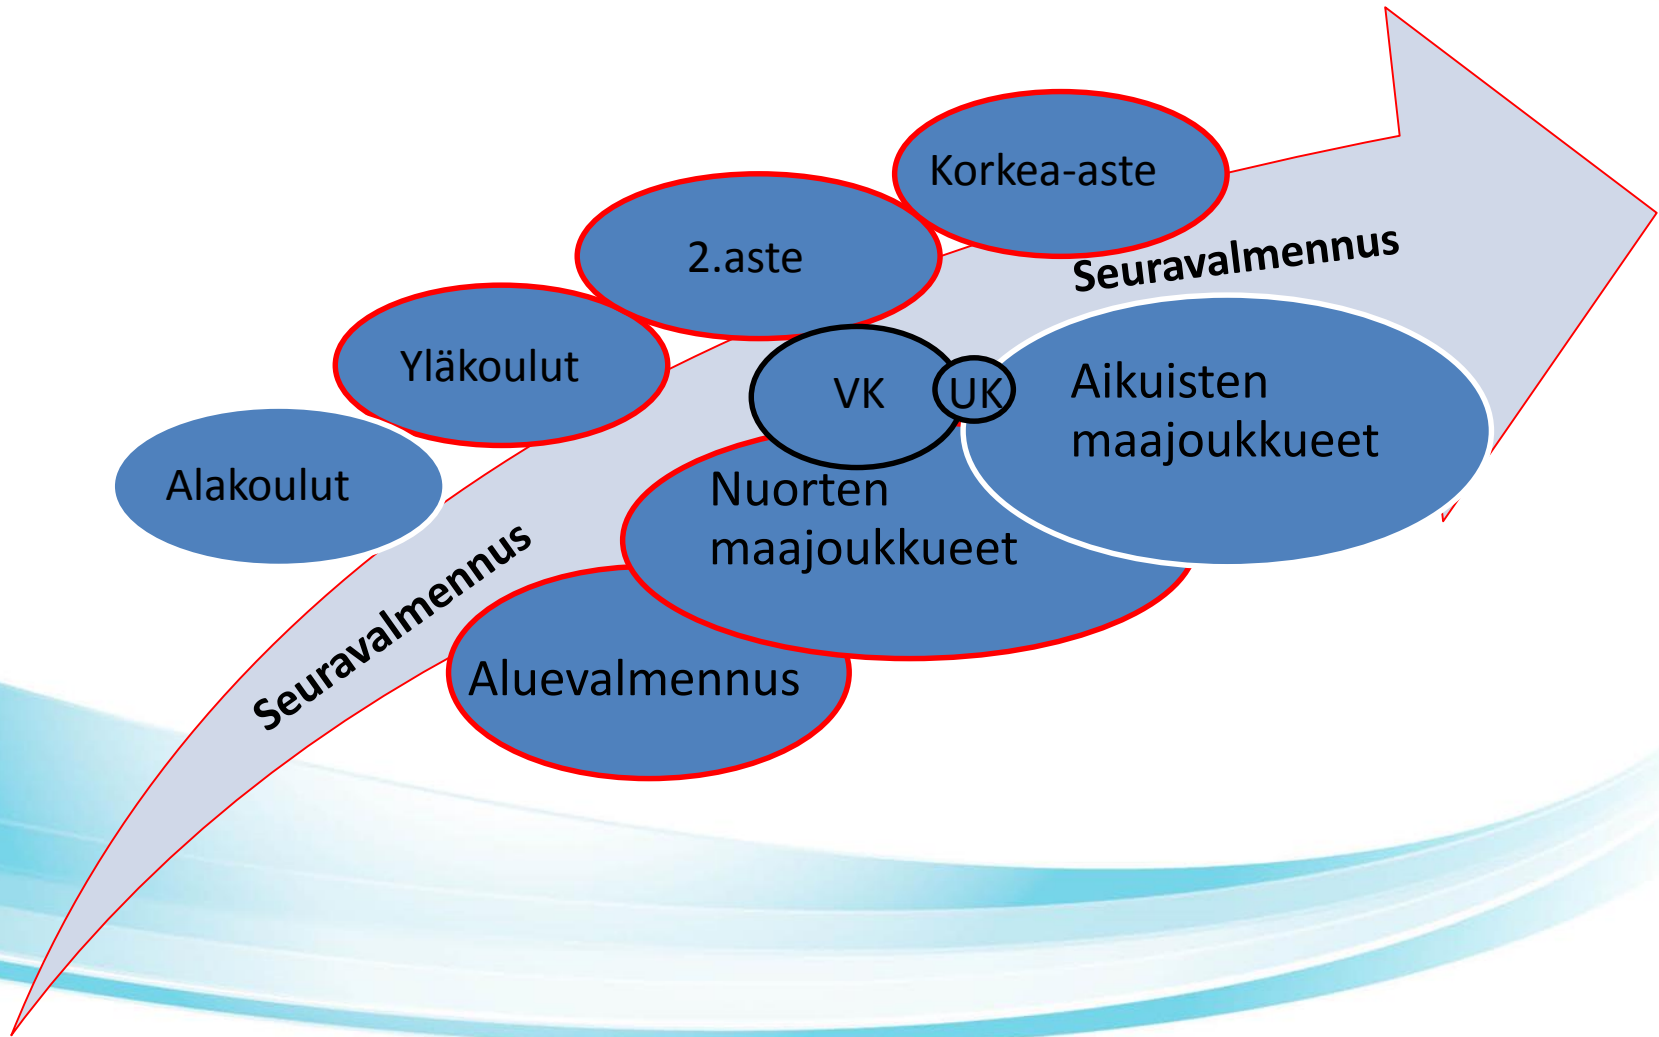 Korkea-aste
2.aste
Seuravalmennus
Yläkoulut
VK
UK
Aikuisten
maajoukkueet
Alakoulut
Nuorten
maajoukkueet
Seuravalmennus
Aluevalmennus